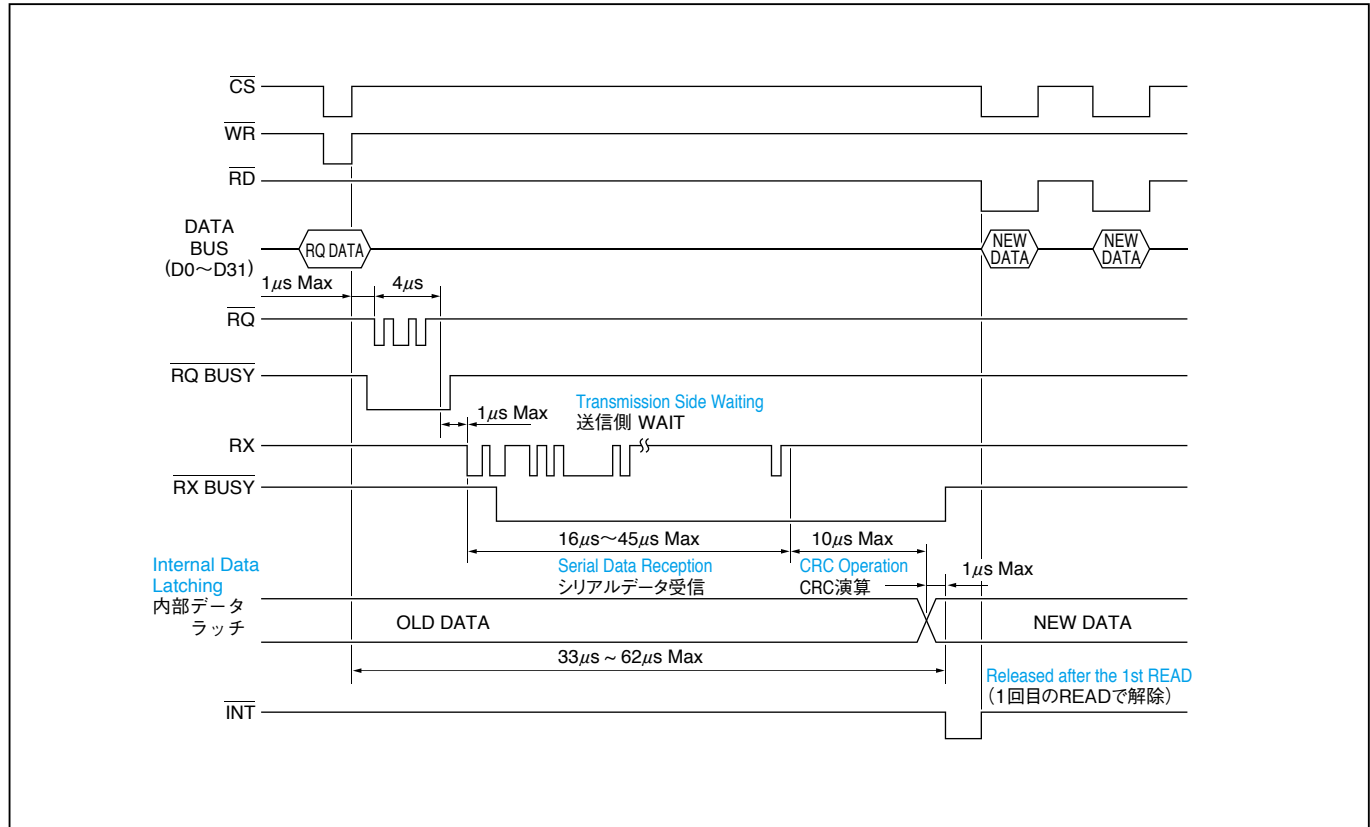 CS
WR
RD
DATA
BUS
(D0～D31)
RQ DATA
NEW
DATA
NEW
DATA
1μs Max
4μs
RQ
RQ BUSY
1μs Max
Transmission Side Waiting
送信側 WAIT
RX
RX BUSY
16μs～45μs Max
10μs Max
Serial Data Reception
シリアルデータ受信
CRC Operation
CRC演算
1μs Max
Internal Data
Latching
内部データ
ラッチ
OLD DATA
NEW DATA
33μs ~ 62μs Max
Released after the 1st READ
(1回目のREADで解除)
INT